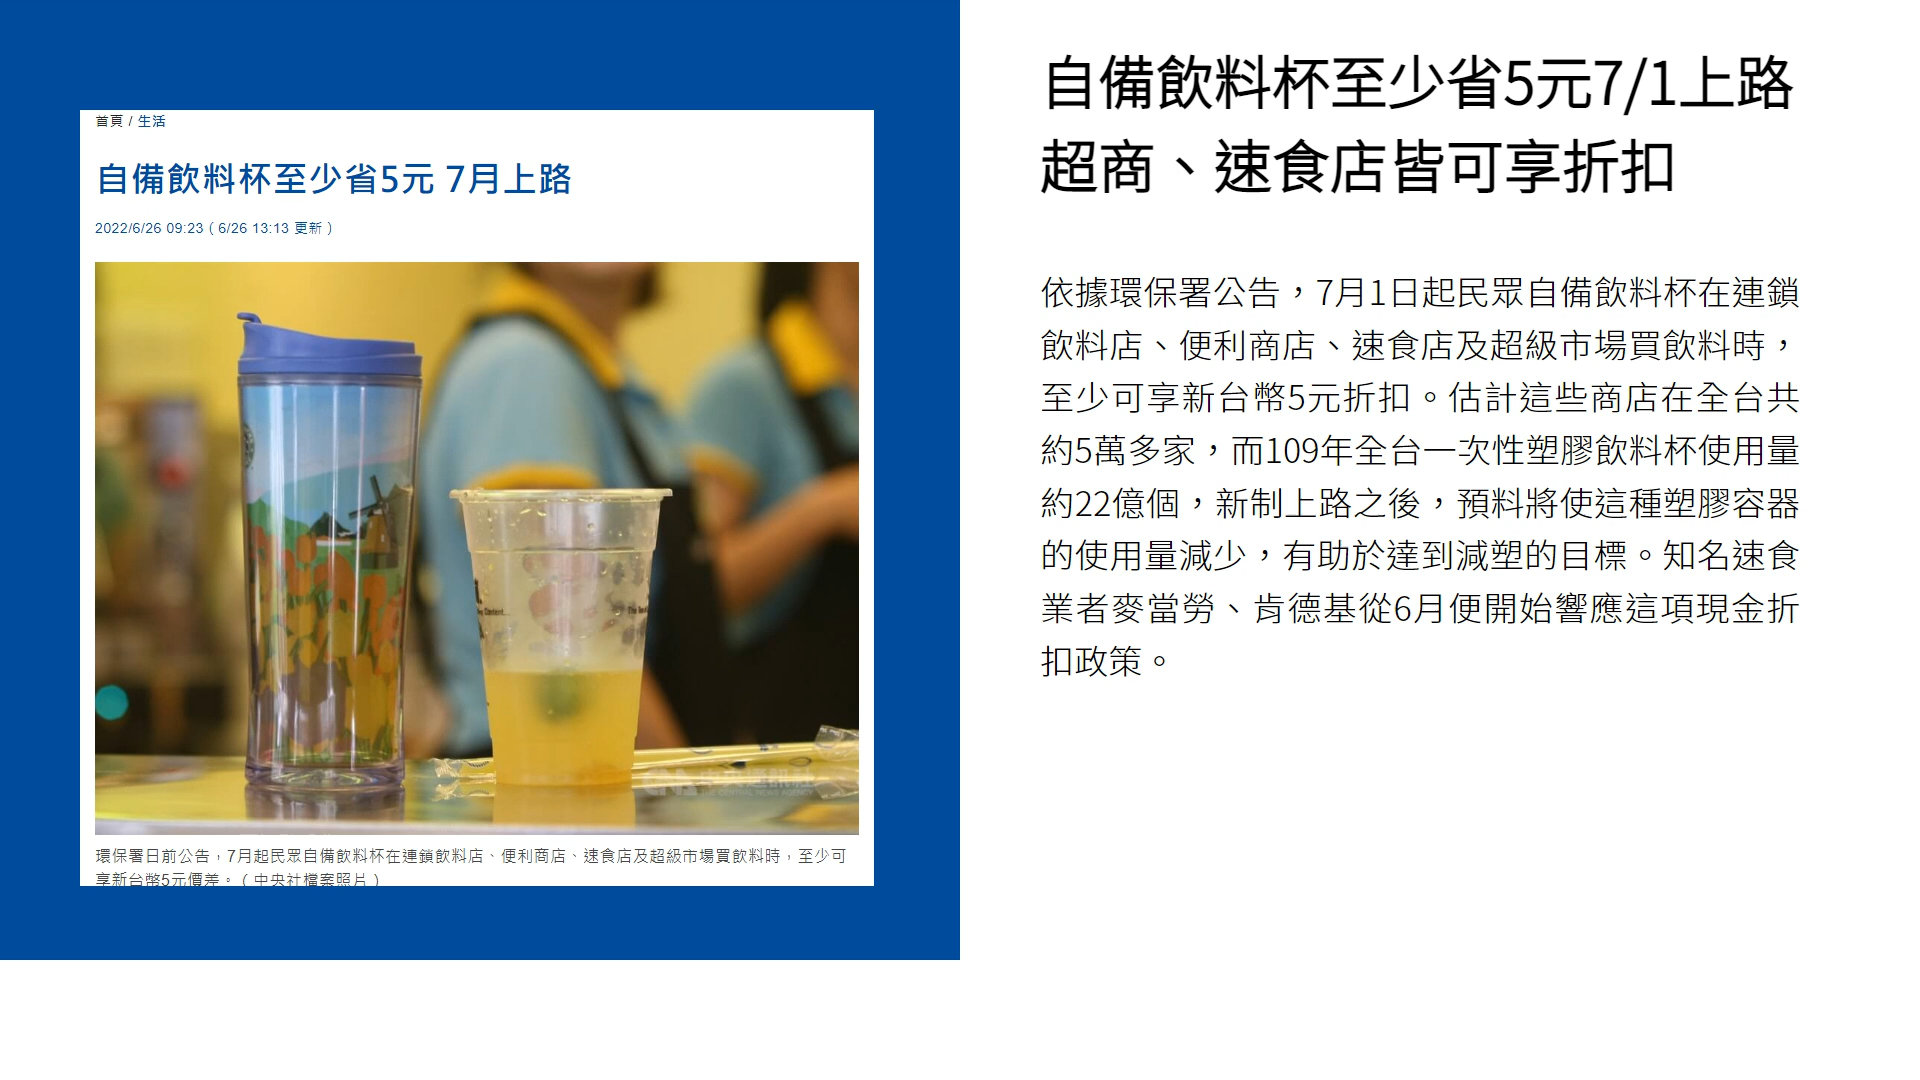 首頁 / 生活
自備飲料杯至少省5元 7月上路
2022/6/26 09:23（6/26 13:13 更新）
The
中央通訊社
THE CENTRAL NEWS AGENCY
環保署日前公告，7月起民眾自備飲料杯在連鎖飲料店、便利商店、速食店及超級市場買飲料時，至少可
享新台幣5元價差。（中央社檔案照片）
自備飲料杯至少省5元7/1上路
超商、速食店皆可享折扣
依據環保署公告，7月1日起民眾自備飲料杯在連鎖
飲料店、便利商店、速食店及超級市場買飲料時，
至少可享新台幣5元折扣。估計這些商店在全台共
約5萬多家，而109年全台一次性塑膠飲料杯使用量
約22億個，新制上路之後，預料將使這種塑膠容器
的使用量減少，有助於達到減塑的目標。知名速食
業者麥當勞、肯德基從6月便開始響應這項現金折
扣政策。